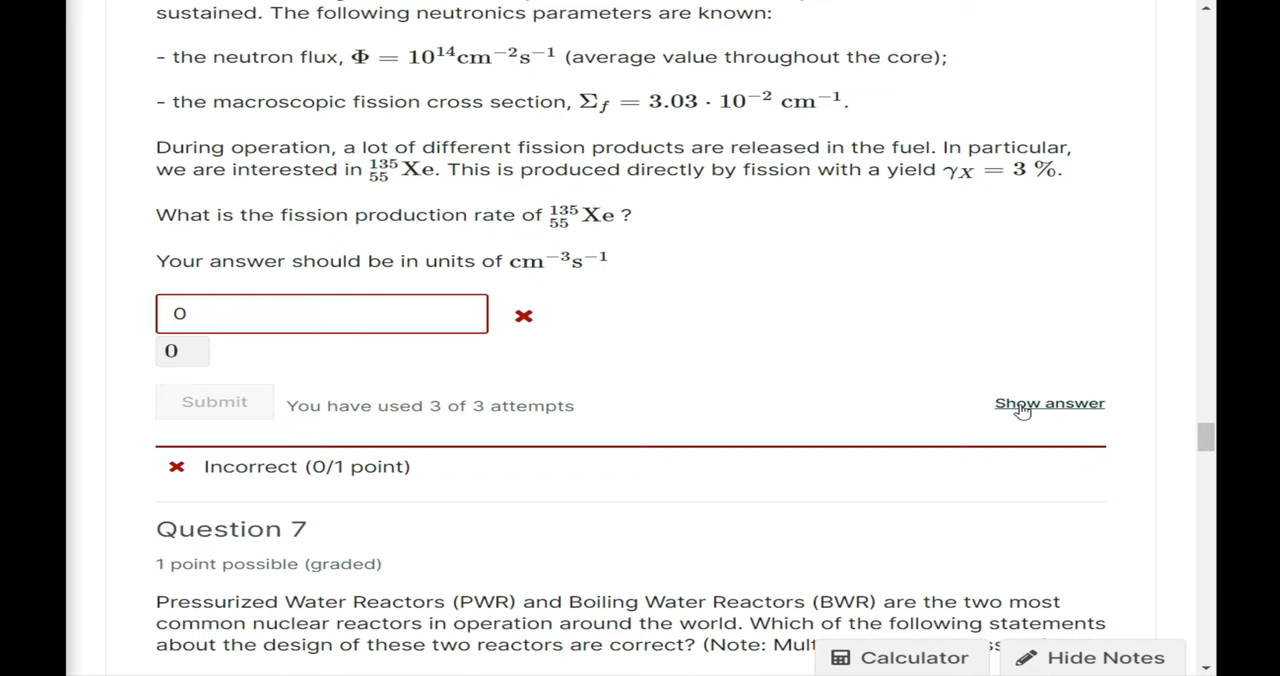 sustained. The following neutronics parameters are known:
- the neutron flux, Φ = 10¹⁴cm⁻²s⁻¹ (average value throughout the core);
- the macroscopic fission cross section, Σ_f = 3.03 · 10⁻² cm⁻¹.
During operation, a lot of different fission products are released in the fuel. In particular,
we are interested in ¹³⁵₅₅Xe. This is produced directly by fission with a yield γ_X = 3 %.
What is the fission production rate of ¹³⁵₅₅Xe ?
Your answer should be in units of cm⁻³s⁻¹
0
0
Submit You have used 3 of 3 attempts Show answer
Incorrect (0/1 point)
Question 7
1 point possible (graded)
Pressurized Water Reactors (PWR) and Boiling Water Reactors (BWR) are the two most
common nuclear reactors in operation around the world. Which of the following statements
about the design of these two reactors are correct? (Note:
Calculator Hide Notes